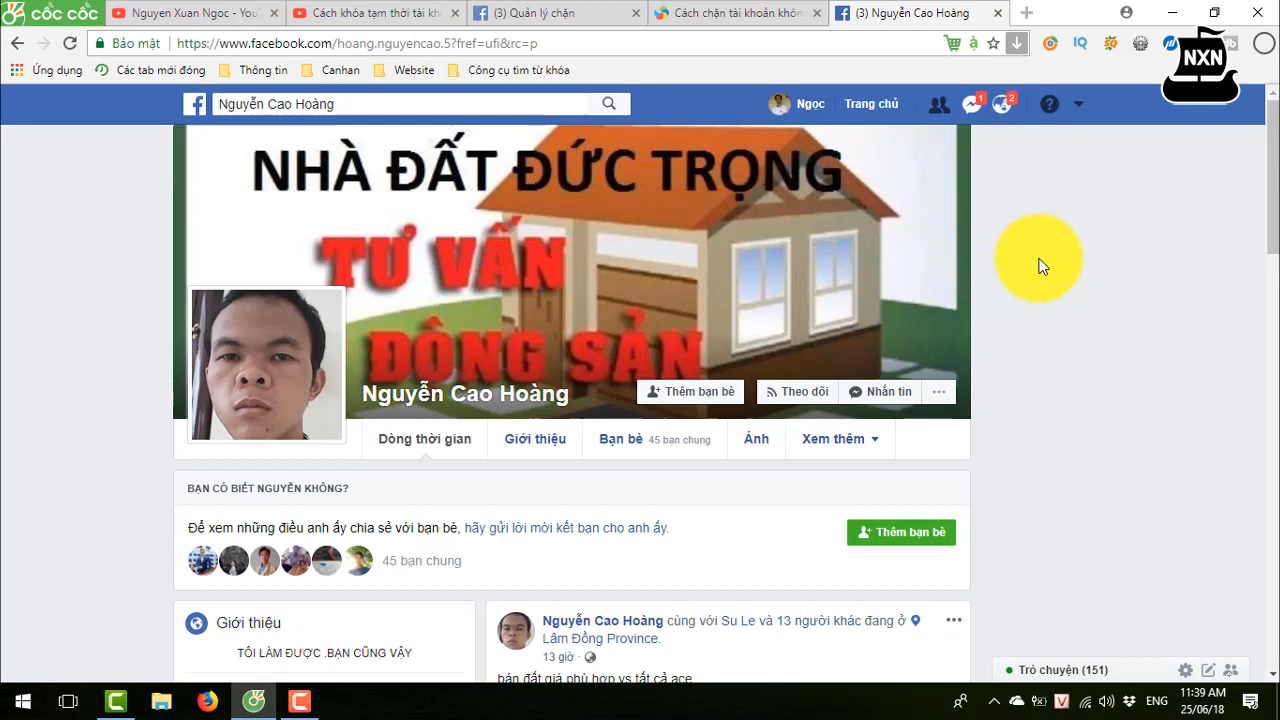 cốc cốc
Nguyen Xuan Ngoc - YouT
Cách khóa tạm thời tài kh
(3) Quản lý chặn
Cách chặn tài khoản khôn
(3) Nguyễn Cao Hoàng
Bảo mật
https://www.facebook.com/hoang.nguyencao.5?fref=ufi&rc=p
NXN
Ứng dụng
Các tab mới đóng
Thông tin
Canhan
Website
Công cụ tìm từ khóa
Nguyễn Cao Hoàng
Ngọc
Trang chủ
1
2
NHÀ ĐẤT ĐỨC TRỌNG
TƯ VẤN
ĐỘNG SẢN
Nguyễn Cao Hoàng
Thêm bạn bè
Theo dõi
Nhắn tin
Dòng thời gian
Giới thiệu
Bạn bè 45 bạn chung
Ảnh
Xem thêm
BẠN CÓ BIẾT NGUYỄN KHÔNG?
Để xem những điều anh ấy chia sẻ với bạn bè, hãy gửi lời mời kết bạn cho anh ấy.
Thêm bạn bè
45 bạn chung
Giới thiệu
TÔI LÀM ĐƯỢC .BẠN CŨNG VẬY
Nguyễn Cao Hoàng cùng với Su Le và 13 người khác đang ở
Lâm Đồng Province.
13 giờ
bán đất giá phù hợp vs tất cả ace
Trò chuyện (151)
ENG
11:39 AM
25/06/18